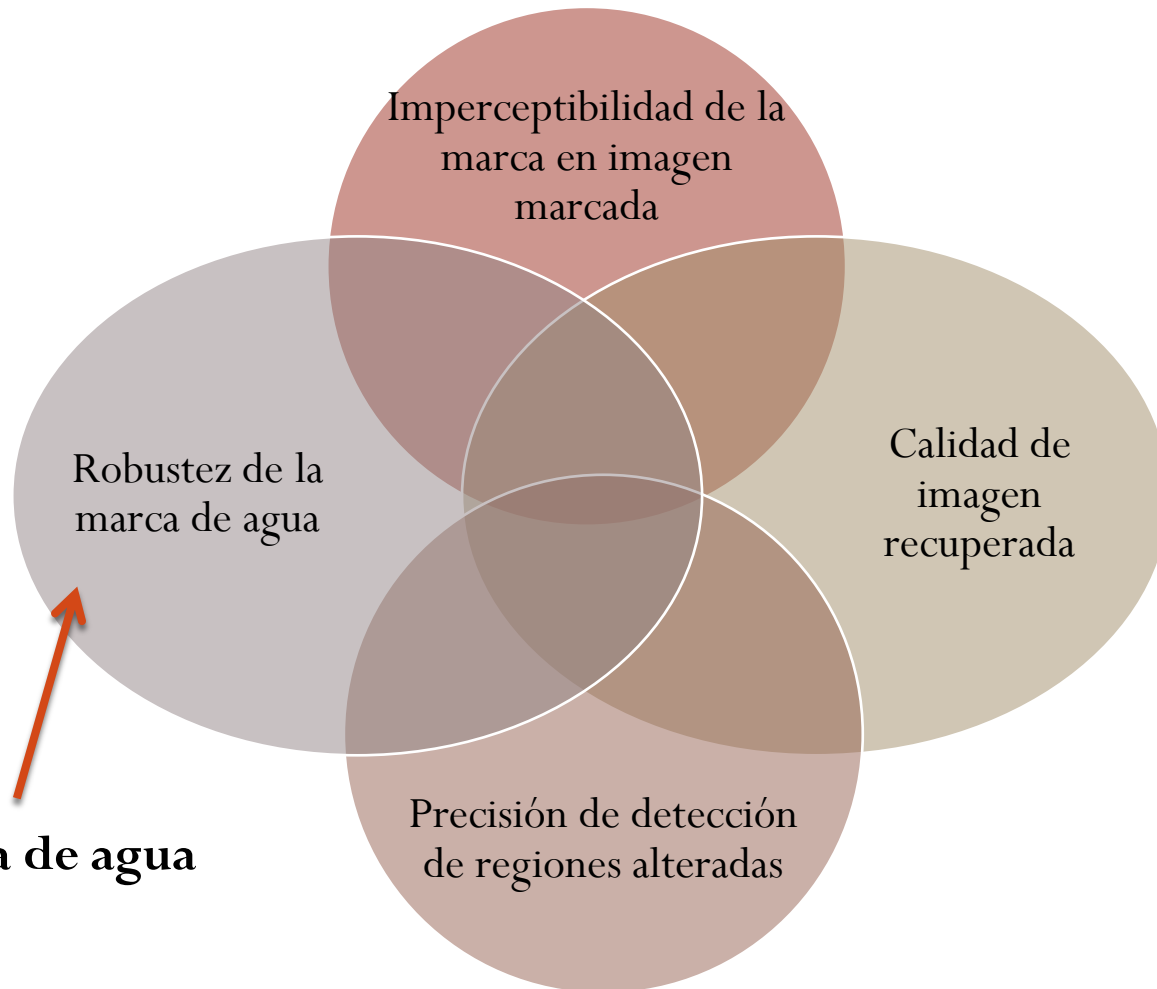 Imperceptibilidad de la
marca en imagen
marcada
Robustez de la
marca de agua
Calidad de
imagen
recuperada
Precisión de detección
de regiones alteradas
de agua